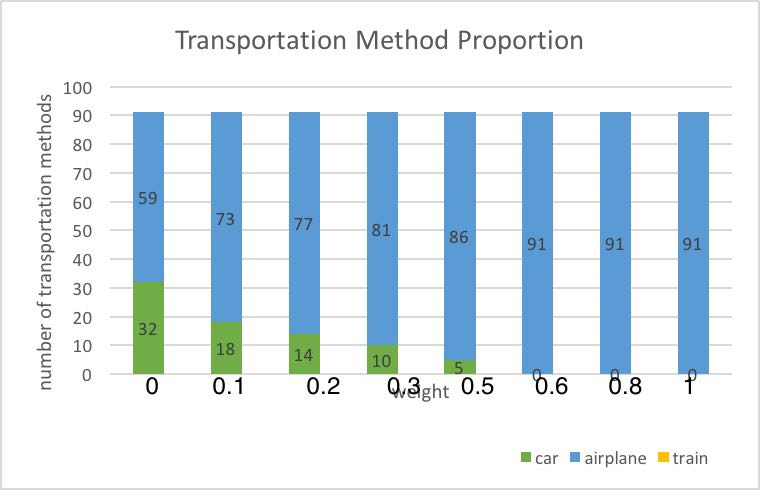 Transportation Method Proportion
number of transportation methods
100
90
80
70
60
50
40
30
20
10
0
59 73 77 81 86 91 91 91
32 18 14 10 5 0 0 0
0 0.1 0.2 0.3 0.5 0.6 0.8 1
weight
car airplane train